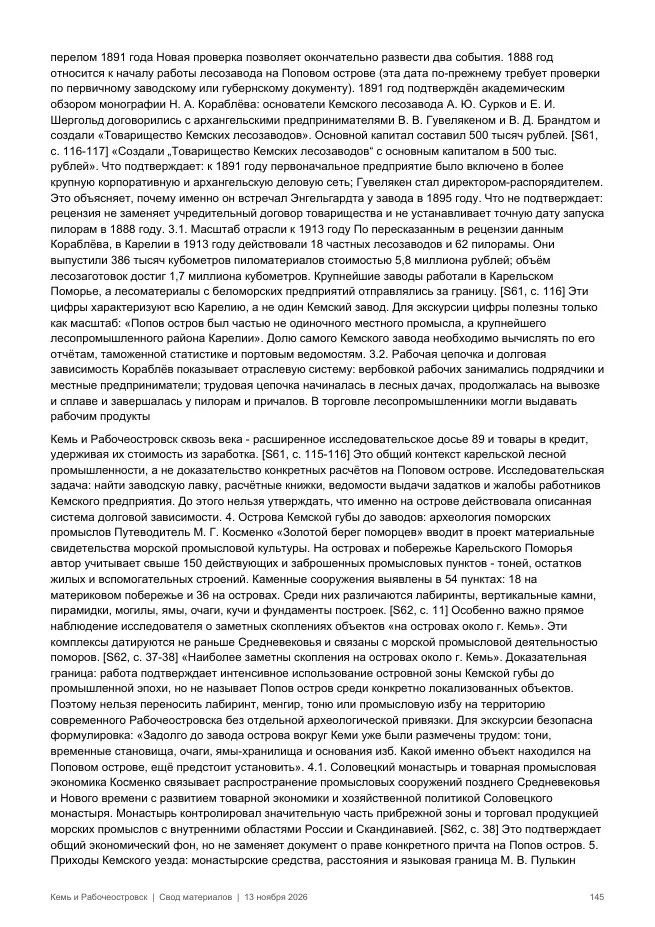 перелом 1891 года Новая проверка позволяет окончательно развести два события. 1888 год
относится к началу работы лесозавода на Поповом острове (эта дата по-прежнему требует проверки
по первичному заводскому или губернскому документу). 1891 год подтверждён академическим
обзором монографии Н. А. Кораблёва: основатели Кемского лесозавода А. Ю. Сурков и Е. И.
Шергольд договорились с архангельскими предпринимателями В. В. Гувелякеном и В. Д. Брандтом и
создали «Товарищество Кемских лесозаводов». Основной капитал составил 500 тысяч рублей. [S61,
с. 116-117] «Создали „Товарищество Кемских лесозаводов“ с основным капиталом в 500 тыс.
рублей». Что подтверждает: к 1891 году первоначальное предприятие было включено в более
крупную корпоративную и архангельскую деловую сеть; Гувелякен стал директором-распорядителем.
Это объясняет, почему именно он встречал Энгельгардта у завода в 1895 году. Что не подтверждает:
рецензия не заменяет учредительный договор товарищества и не устанавливает точную дату запуска
пилорам в 1888 году. 3.1. Масштаб отрасли к 1913 году По пересказанным в рецензии данным
Кораблёва, в Карелии в 1913 году действовали 18 частных лесозаводов и 62 пилорамы. Они
выпустили 386 тысяч кубометров пиломатериалов стоимостью 5,8 миллиона рублей; объём
лесозаготовок достиг 1,7 миллиона кубометров. Крупнейшие заводы работали в Карельском
Поморье, а лесоматериалы с беломорских предприятий отправлялись за границу. [S61, с. 116] Эти
цифры характеризуют всю Карелию, а не один Кемский завод. Для экскурсии цифры полезны только
как масштаб: «Попов остров был частью не одиночного местного промысла, а крупнейшего
лесопромышленного района Карелии». Долю самого Кемского завода необходимо вычислять по его
отчётам, таможенной статистике и портовым ведомостям. 3.2. Рабочая цепочка и долговая
зависимость Кораблёв показывает отраслевую систему: вербовкой рабочих занимались подрядчики и
местные предприниматели; трудовая цепочка начиналась в лесных дачах, продолжалась на вывозке
и сплаве и завершалась у пилорам и причалов. В торговле лесопромышленники могли выдавать
рабочим продукты
Кемь и Рабочеостровск сквозь века - расширенное исследовательское досье 89 и товары в кредит,
удерживая их стоимость из заработка. [S61, с. 115-116] Это общий контекст карельской лесной
промышленности, а не доказательство конкретных расчётов на Поповом острове. Исследовательская
задача: найти заводскую лавку, расчётные книжки, ведомости выдачи задатков и жалобы работников
Кемского предприятия. До этого нельзя утверждать, что именно на острове действовала описанная
система долговой зависимости. 4. Острова Кемской губы до заводов: археология поморских
промыслов Путеводитель М. Г. Косменко «Золотой берег поморцев» вводит в проект материальные
свидетельства морской промысловой культуры. На островах и побережье Карельского Поморья
автор учитывает свыше 150 действующих и заброшенных промысловых пунктов - тоней, остатков
жилых и вспомогательных строений. Каменные сооружения выявлены в 54 пунктах: 18 на
материковом побережье и 36 на островах. Среди них различаются лабиринты, вертикальные камни,
пирамидки, могилы, ямы, очаги, кучи и фундаменты построек. [S62, с. 11] Особенно важно прямое
наблюдение исследователя о заметных скоплениях объектов «на островах около г. Кемь». Эти
комплексы датируются не раньше Средневековья и связаны с морской промысловой деятельностью
поморов. [S62, с. 37-38] «Наиболее заметны скопления на островах около г. Кемь». Доказательная
граница: работа подтверждает интенсивное использование островной зоны Кемской губы до
промышленной эпохи, но не называет Попов остров среди конкретно локализованных объектов.
Поэтому нельзя переносить лабиринт, менгир, тоню или промысловую избу на территорию
современного Рабочеостровска без отдельной археологической привязки. Для экскурсии безопасна
формулировка: «Задолго до завода острова вокруг Кеми уже были размечены трудом: тони,
временные становища, очаги, ямы-хранилища и основания изб. Какой именно объект находился на
Поповом острове, ещё предстоит установить». 4.1. Соловецкий монастырь и товарная промысловая
экономика Косменко связывает распространение промысловых сооружений позднего Средневековья
и Нового времени с развитием товарной экономики и хозяйственной политикой Соловецкого
монастыря. Монастырь контролировал значительную часть прибрежной зоны и торговал продукцией
морских промыслов с внутренними областями России и Скандинавией. [S62, с. 38] Это подтверждает
общий экономический фон, но не заменяет документ о праве конкретного причта на Попов остров. 5.
Приходы Кемского уезда: монастырские средства, расстояния и языковая граница М. В. Пулькин
Кемь и Рабочеостровск | Свод материалов | 13 ноября 2026
145